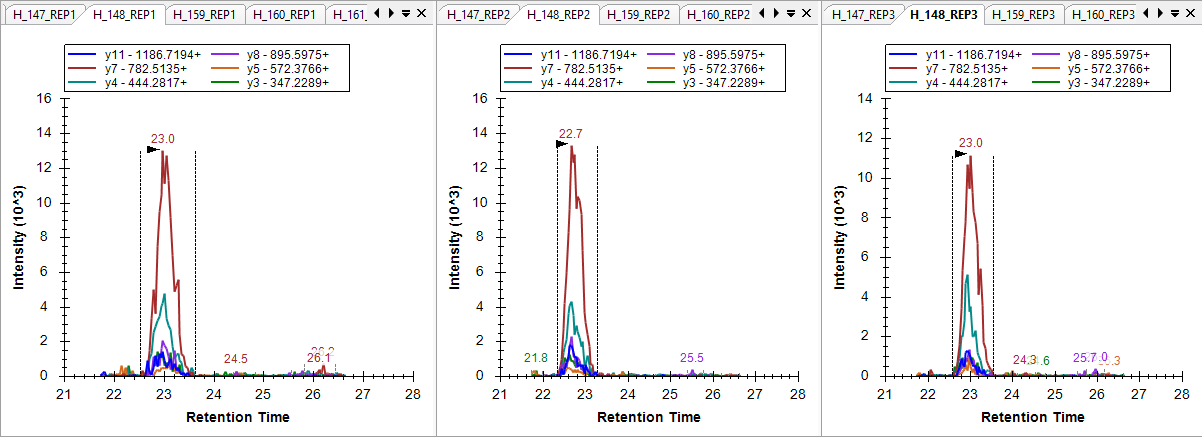 H_147_REP1 H_148_REP1 H_159_REP1 H_160_REP1 H_161_
y11 - 1186.7194+ y8 - 895.5975+
y7 - 782.5135+ y5 - 572.3766+
y4 - 444.2817+ y3 - 347.2289+
16
14
12
10
8
6
4
2
0
Intensity (10^3)
23.0
24.5
26.1
21 22 23 24 25 26 27 28
Retention Time
H_147_REP2 H_148_REP2 H_159_REP2 H_160_REP2
y11 - 1186.7194+ y8 - 895.5975+
y7 - 782.5135+ y5 - 572.3766+
y4 - 444.2817+ y3 - 347.2289+
16
14
12
10
8
6
4
2
0
Intensity (10^3)
22.7
21.8
25.5
21 22 23 24 25 26 27 28
Retention Time
H_147_REP3 H_148_REP3 H_159_REP3 H_160_REP3
y11 - 1186.7194+ y8 - 895.5975+
y7 - 782.5135+ y5 - 572.3766+
y4 - 444.2817+ y3 - 347.2289+
14
12
10
8
6
4
2
0
Intensity (10^3)
23.0
24.3
25.7
21 22 23 24 25 26 27 28
Retention Time